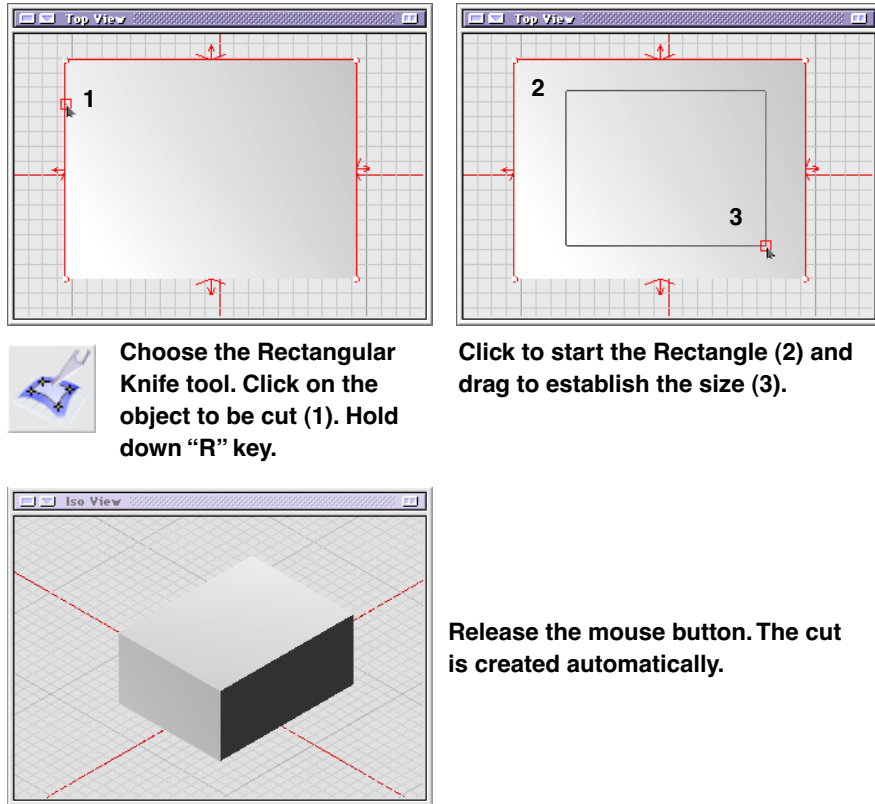 Top View
1
Choose the Rectangular
Knife tool. Click on the
object to be cut (1). Hold
down “R” key.
Top View
2
3
Click to start the Rectangle (2) and
drag to establish the size (3).
Iso View
Release the mouse button. The cut
is created automatically.